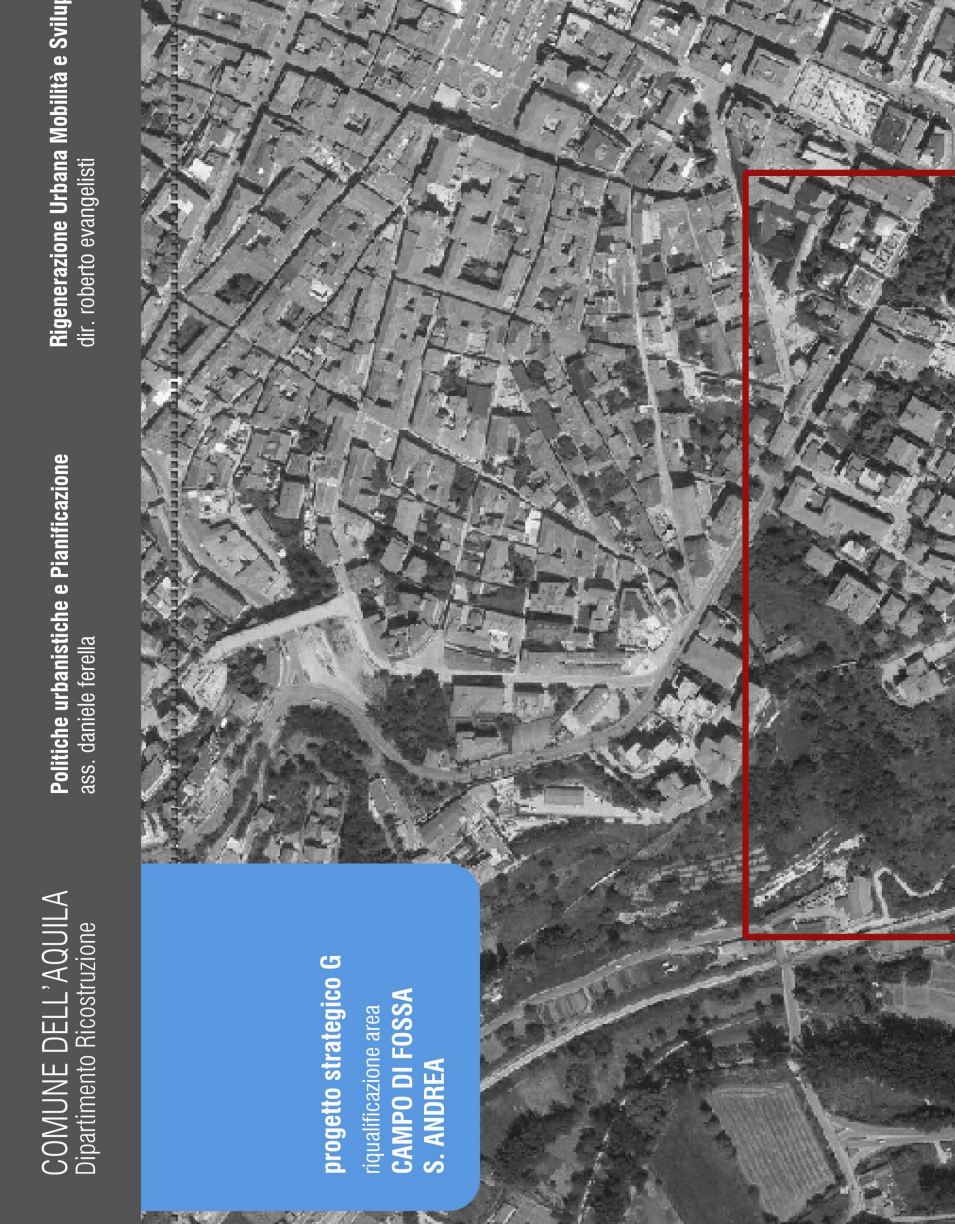 COMUNE DELL'AQUILA
Dipartimento Ricostruzione
Politiche urbanistiche e Pianificazione
ass. daniele ferella
Rigenerazione Urbana Mobilità e Svilup
dir. roberto evangelisti
progetto strategico G
riqualificazione area
CAMPO DI FOSSA
S. ANDREA